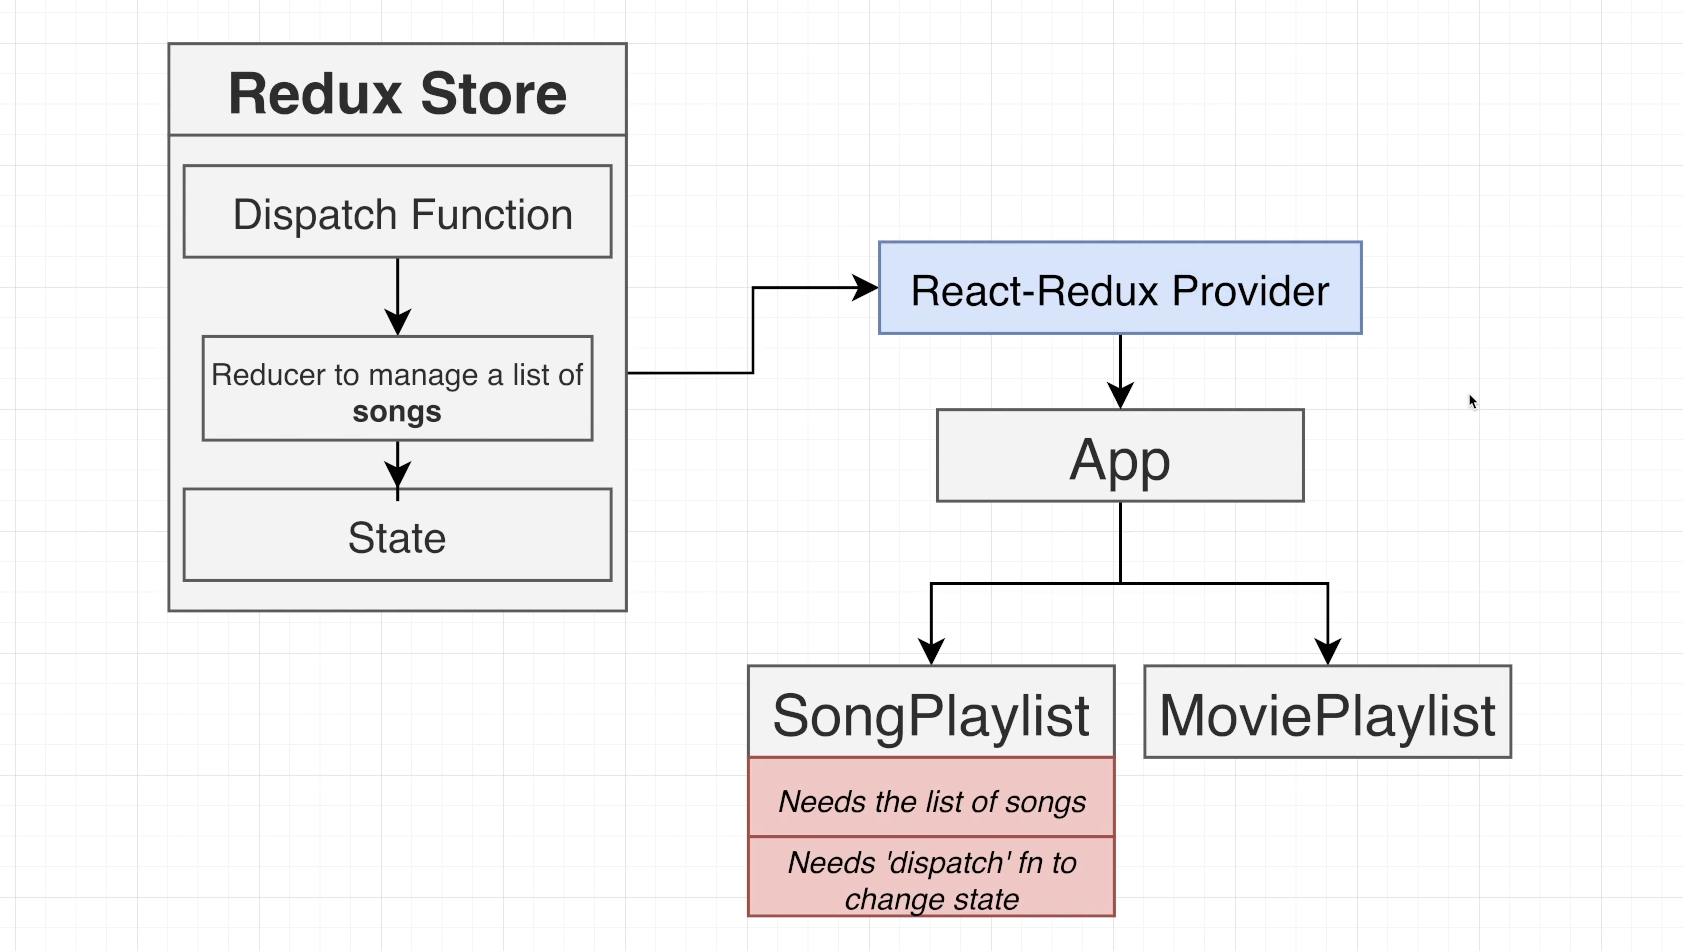 Redux Store
Dispatch Function
Reducer to manage a list of
songs
State
React-Redux Provider
App
SongPlaylist
Needs the list of songs
Needs 'dispatch' fn to
change state
MoviePlaylist